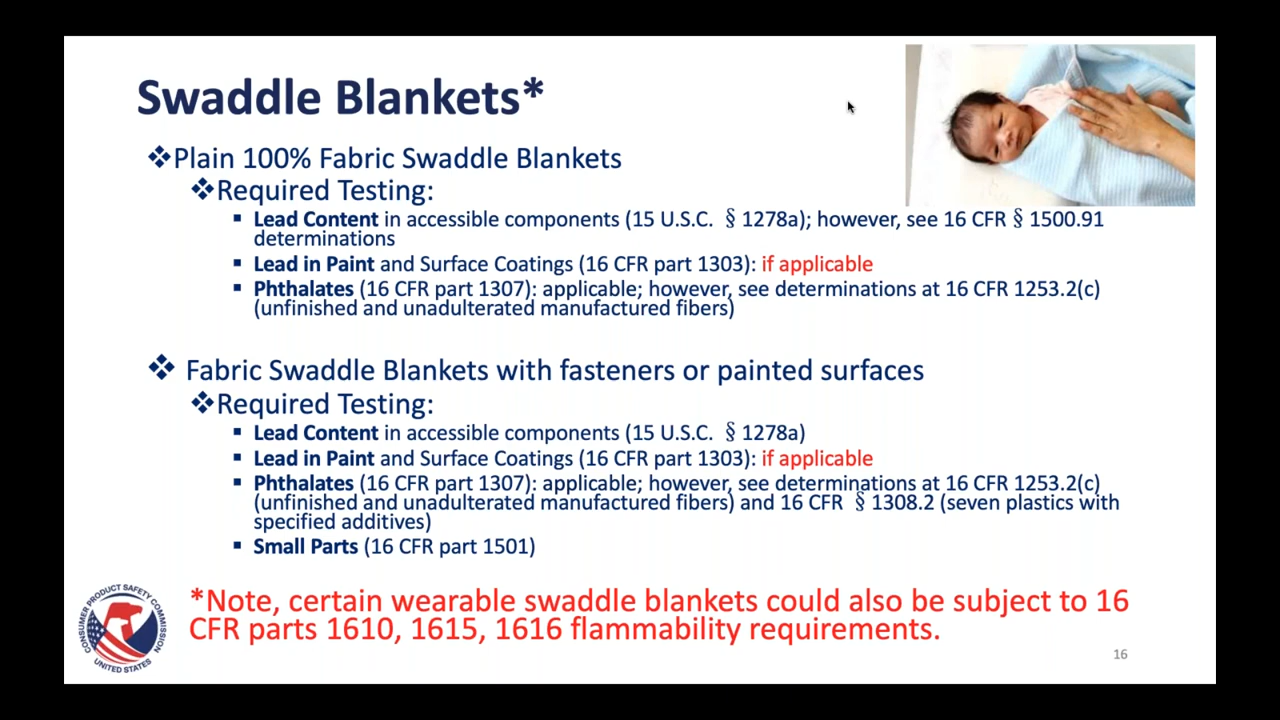 Swaddle Blankets*
❖Plain 100% Fabric Swaddle Blankets
❖Required Testing:
▪ Lead Content in accessible components (15 U.S.C. § 1278a); however, see 16 CFR § 1500.91
determinations
▪ Lead in Paint and Surface Coatings (16 CFR part 1303): if applicable
▪ Phthalates (16 CFR part 1307): applicable; however, see determinations at 16 CFR 1253.2(c)
(unfinished and unadulterated manufactured fibers)
❖ Fabric Swaddle Blankets with fasteners or painted surfaces
❖Required Testing:
▪ Lead Content in accessible components (15 U.S.C. § 1278a)
▪ Lead in Paint and Surface Coatings (16 CFR part 1303): if applicable
▪ Phthalates (16 CFR part 1307): applicable; however, see determinations at 16 CFR 1253.2(c)
(unfinished and unadulterated manufactured fibers) and 16 CFR § 1308.2 (seven plastics with
specified additives)
▪ Small Parts (16 CFR part 1501)
*Note, certain wearable swaddle blankets could also be subject to 16
CFR parts 1610, 1615, 1616 flammability requirements.
CONSUMER PRODUCT SAFETY COMMISSION
UNITED STATES
16